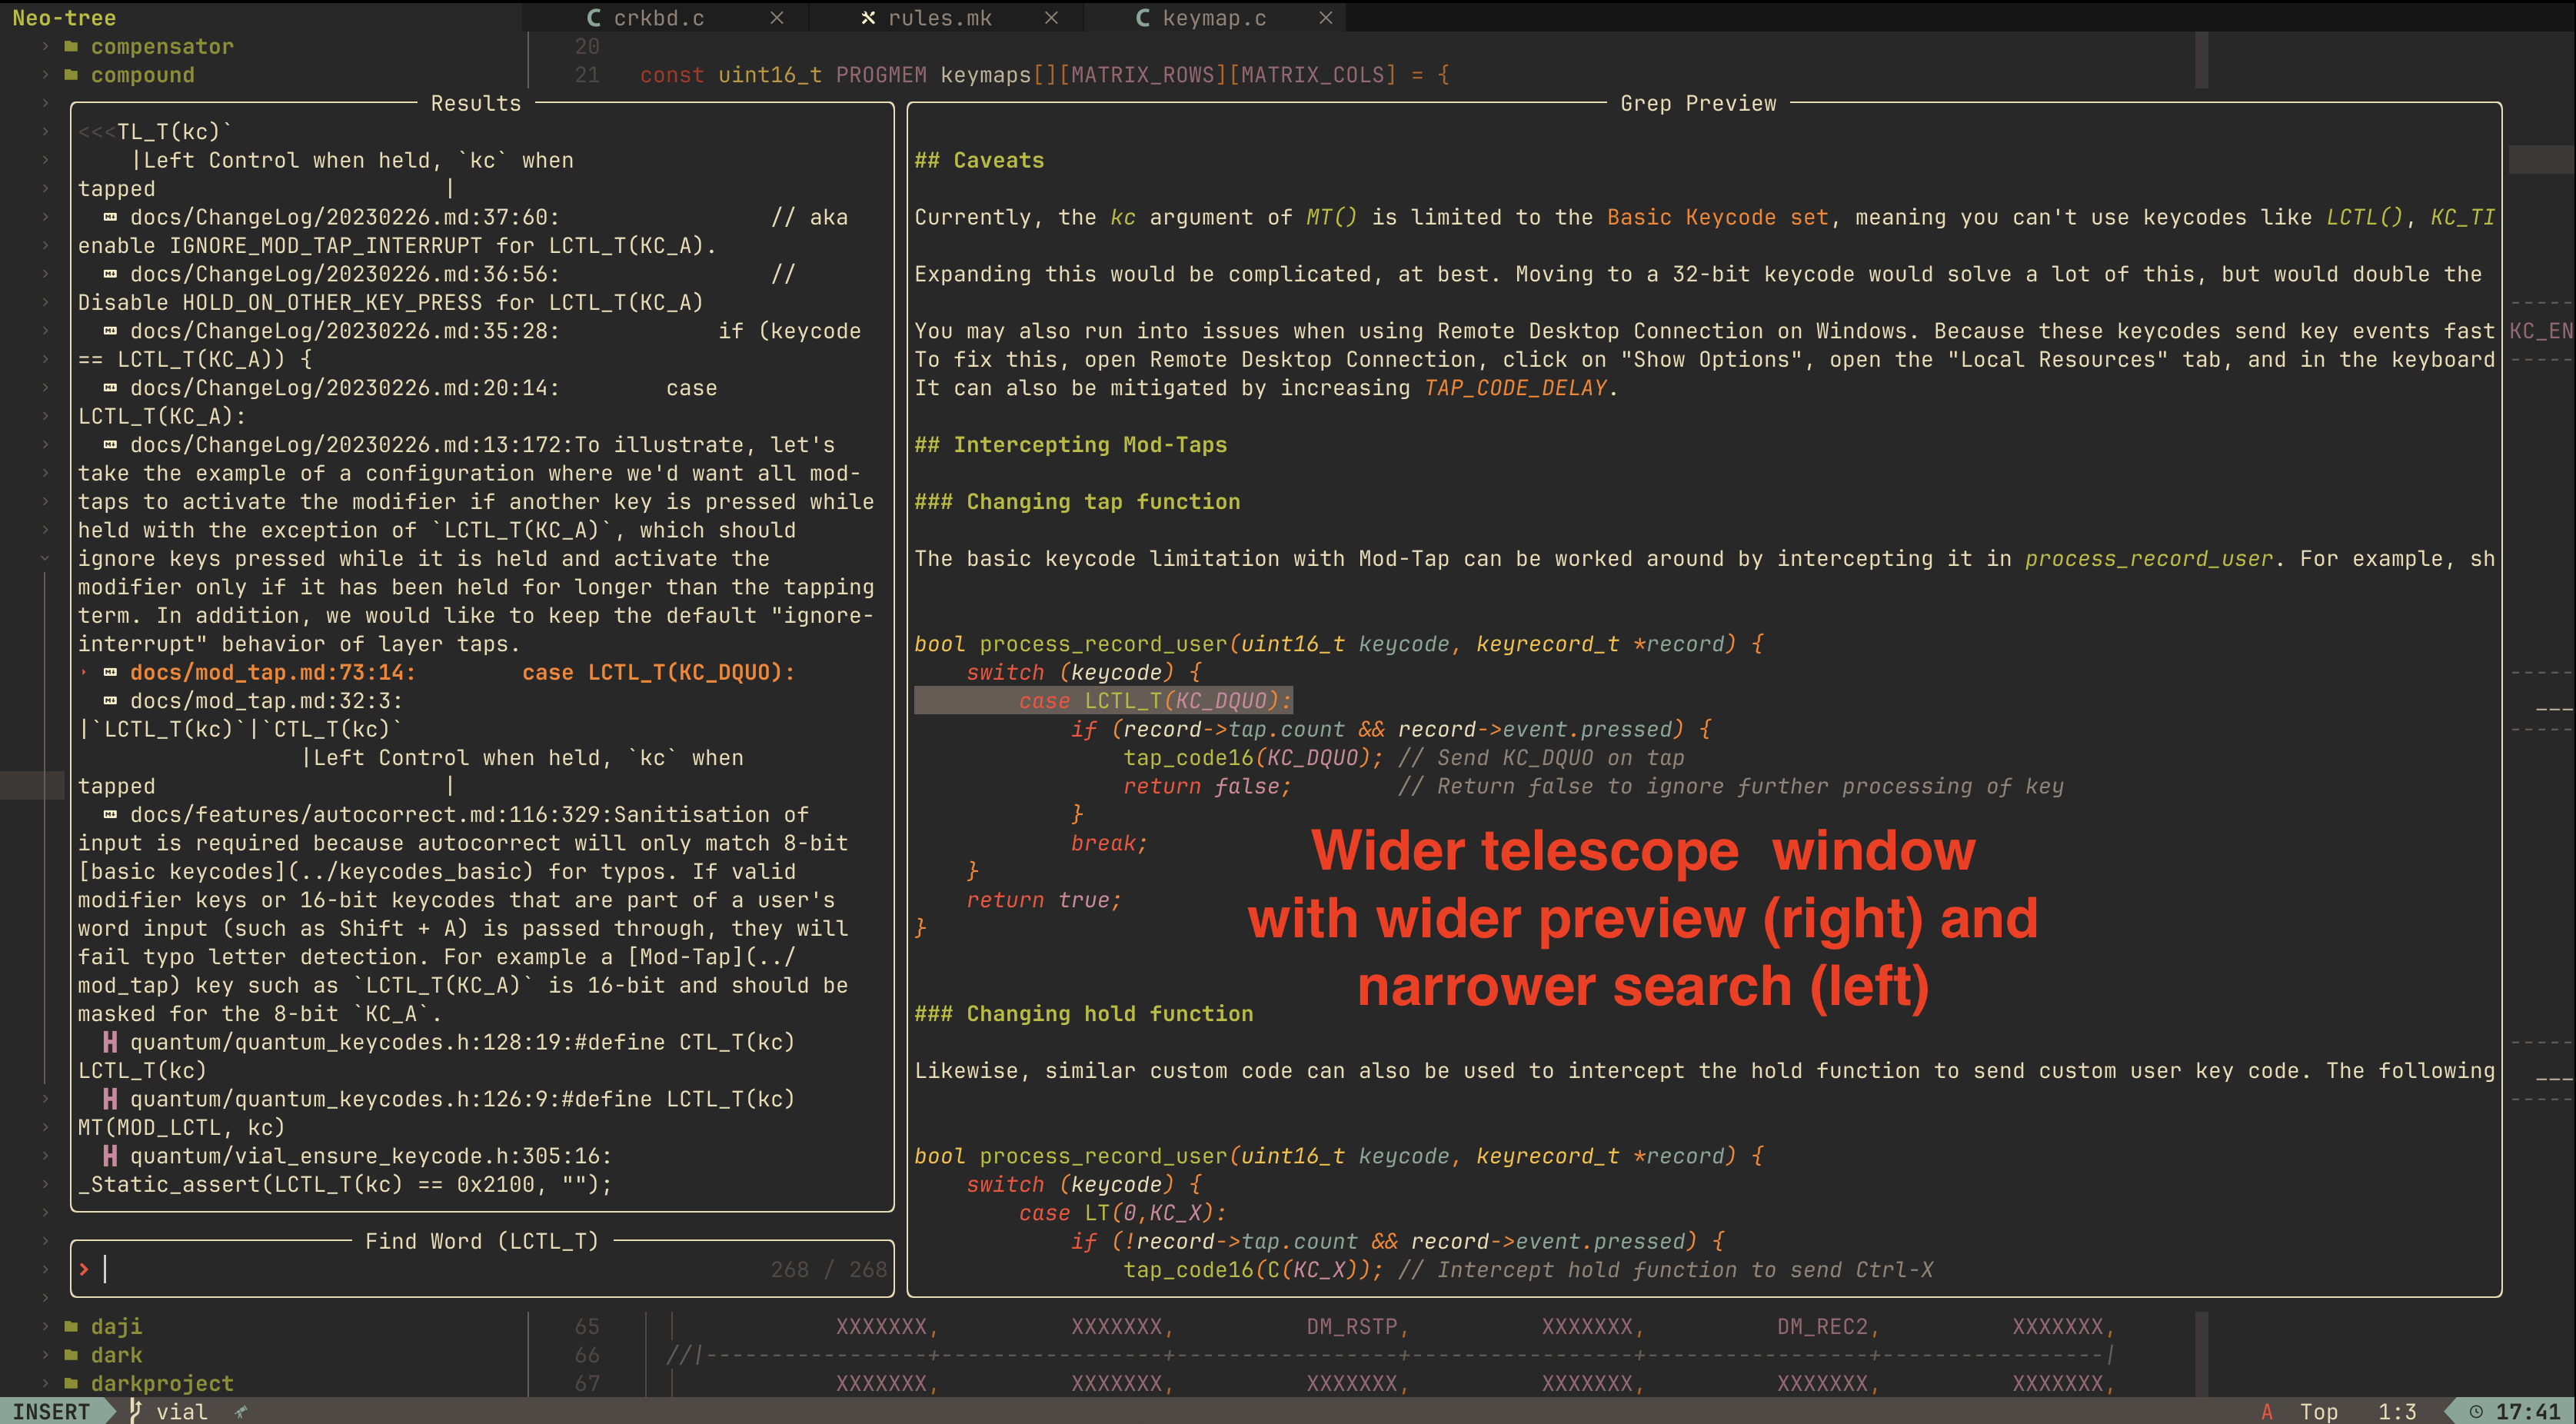 Neo-tree
crkbd.c
rules.mk
keymap.c
compensator
compound
20
21 const uint16_t PROGMEM keymaps[][MATRIX_ROWS][MATRIX_COLS] = {
Results
<<<TL_T(kc)`
|Left Control when held, `kc` when
tapped |
docs/ChangeLog/20230226.md:37:60: // aka
enable IGNORE_MOD_TAP_INTERRUPT for LCTL_T(KC_A).
docs/ChangeLog/20230226.md:36:56: //
Disable HOLD_ON_OTHER_KEY_PRESS for LCTL_T(KC_A)
docs/ChangeLog/20230226.md:35:28: if (keycode
== LCTL_T(KC_A)) {
docs/ChangeLog/20230226.md:20:14: case
LCTL_T(KC_A):
docs/ChangeLog/20230226.md:13:172:To illustrate, let's
take the example of a configuration where we'd want all mod-
taps to activate the modifier if another key is pressed while
held with the exception of `LCTL_T(KC_A)`, which should
ignore keys pressed while it is held and activate the
modifier only if it has been held for longer than the tapping
term. In addition, we would like to keep the default "ignore-
interrupt" behavior of layer taps.
docs/mod_tap.md:73:14: case LCTL_T(KC_DQUO):
docs/mod_tap.md:32:3:
|`LCTL_T(kc)`|`CTL_T(kc)`
|Left Control when held, `kc` when
tapped |
docs/features/autocorrect.md:116:329:Sanitisation of
input is required because autocorrect will only match 8-bit
[basic keycodes](../keycodes_basic) for typos. If valid
modifier keys or 16-bit keycodes that are part of a user's
word input (such as Shift + A) is passed through, they will
fail typo letter detection. For example a [Mod-Tap](../
mod_tap) key such as `LCTL_T(KC_A)` is 16-bit and should be
masked for the 8-bit `KC_A`.
H quantum/quantum_keycodes.h:128:19:#define CTL_T(kc)
LCTL_T(kc)
H quantum/quantum_keycodes.h:126:9:#define LCTL_T(kc)
MT(MOD_LCTL, kc)
H quantum/vial_ensure_keycode.h:305:16:
_Static_assert(LCTL_T(kc) == 0x2100, "");
Find Word (LCTL_T)
> 268 / 268
Grep Preview
## Caveats
Currently, the kc argument of MT() is limited to the Basic Keycode set, meaning you can't use keycodes like LCTL(), KC_TI
Expanding this would be complicated, at best. Moving to a 32-bit keycode would solve a lot of this, but would double the
You may also run into issues when using Remote Desktop Connection on Windows. Because these keycodes send key events fast
To fix this, open Remote Desktop Connection, click on "Show Options", open the "Local Resources" tab, and in the keyboard
It can also be mitigated by increasing TAP_CODE_DELAY.
## Intercepting Mod-Taps
### Changing tap function
The basic keycode limitation with Mod-Tap can be worked around by intercepting it in process_record_user. For example, sh
bool process_record_user(uint16_t keycode, keyrecord_t *record) {
switch (keycode) {
case LCTL_T(KC_DQUO):
if (record->tap.count && record->event.pressed) {
tap_code16(KC_DQUO); // Send KC_DQUO on tap
return false; // Return false to ignore further processing of key
}
break;
}
return true;
}
Wider telescope window
with wider preview (right) and
narrower search (left)
### Changing hold function
Likewise, similar custom code can also be used to intercept the hold function to send custom user key code. The following
bool process_record_user(uint16_t keycode, keyrecord_t *record) {
switch (keycode) {
case LT(0,KC_X):
if (!record->tap.count && record->event.pressed) {
tap_code16(C(KC_X)); // Intercept hold function to send Ctrl-X
KC_EN
daji
dark
darkproject
65 XXXXXXX, XXXXXXX, DM_RSTP, XXXXXXX, DM_REC2, XXXXXXX,
66 //|-----------------+-----------------+-----------------+-----------------+-----------------+-----------------|
67 XXXXXXX, XXXXXXX, XXXXXXX, XXXXXXX, XXXXXXX, XXXXXXX,
INSERT vial A Top 1:3 17:41